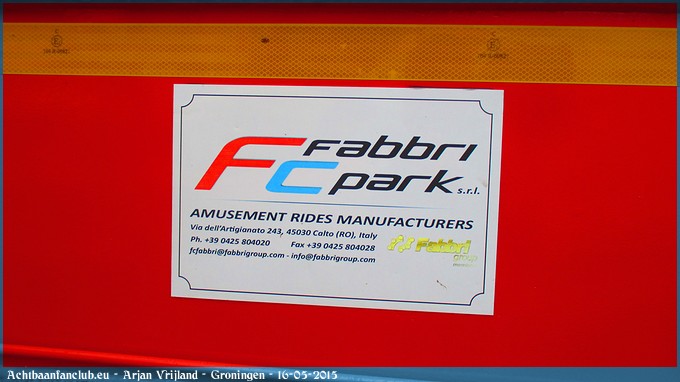 Fabbri
FC park s.r.l.
AMUSEMENT RIDES MANUFACTURERS
Via dell'Artigianato 243, 45030 Calto (RO), Italy
Ph. +39 0425 804020 Fax +39 0425 804028
fcfabbri@fabbrigroup.com - info@fabbrigroup.com
Fabbri
group
Achtbaanfanclub.eu - Arjan Vrijland - Groningen - 16-05-2015